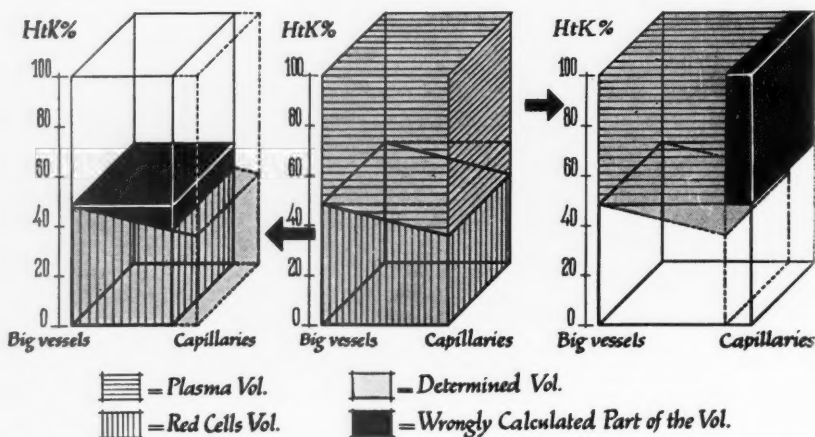 HtK%
HtK%
HtK%
100
80
60
40
20
0
100
80
60
40
20
0
100
80
60
40
20
0
Big vessels Capillaries
Big vessels Capillaries
Big vessels Capillaries
= Plasma Vol.
= Determined Vol.
= Red Cells Vol.
= Wrongly Calculated Part of the Vol.